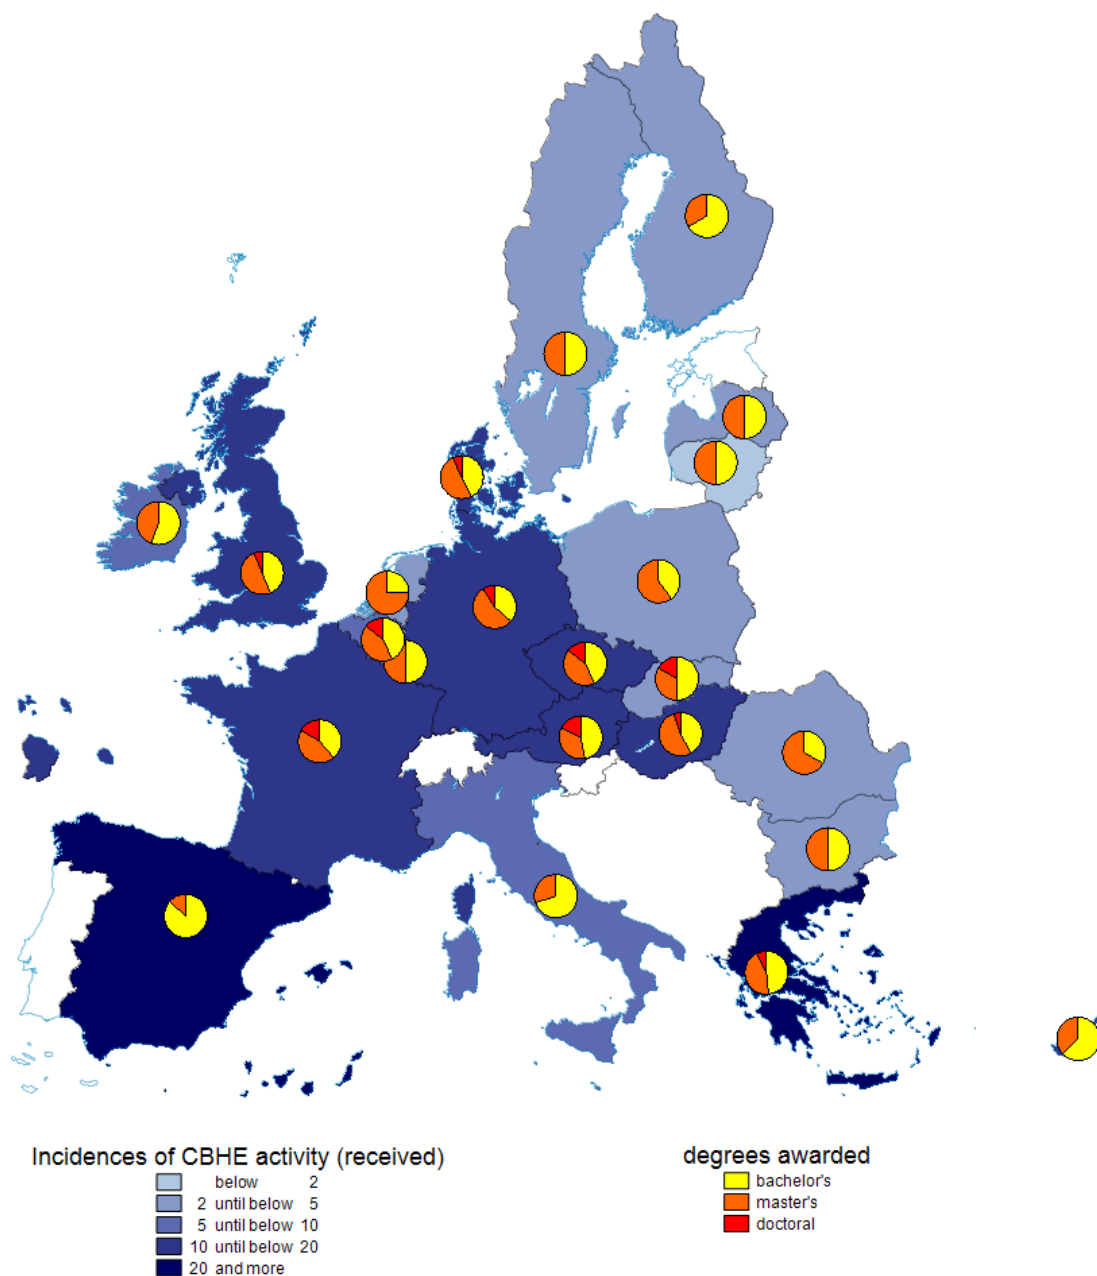 Incidences of CBHE activity (received)
below 2
2 until below 5
5 until below 10
10 until below 20
20 and more
degrees awarded
bachelor's
master's
doctoral